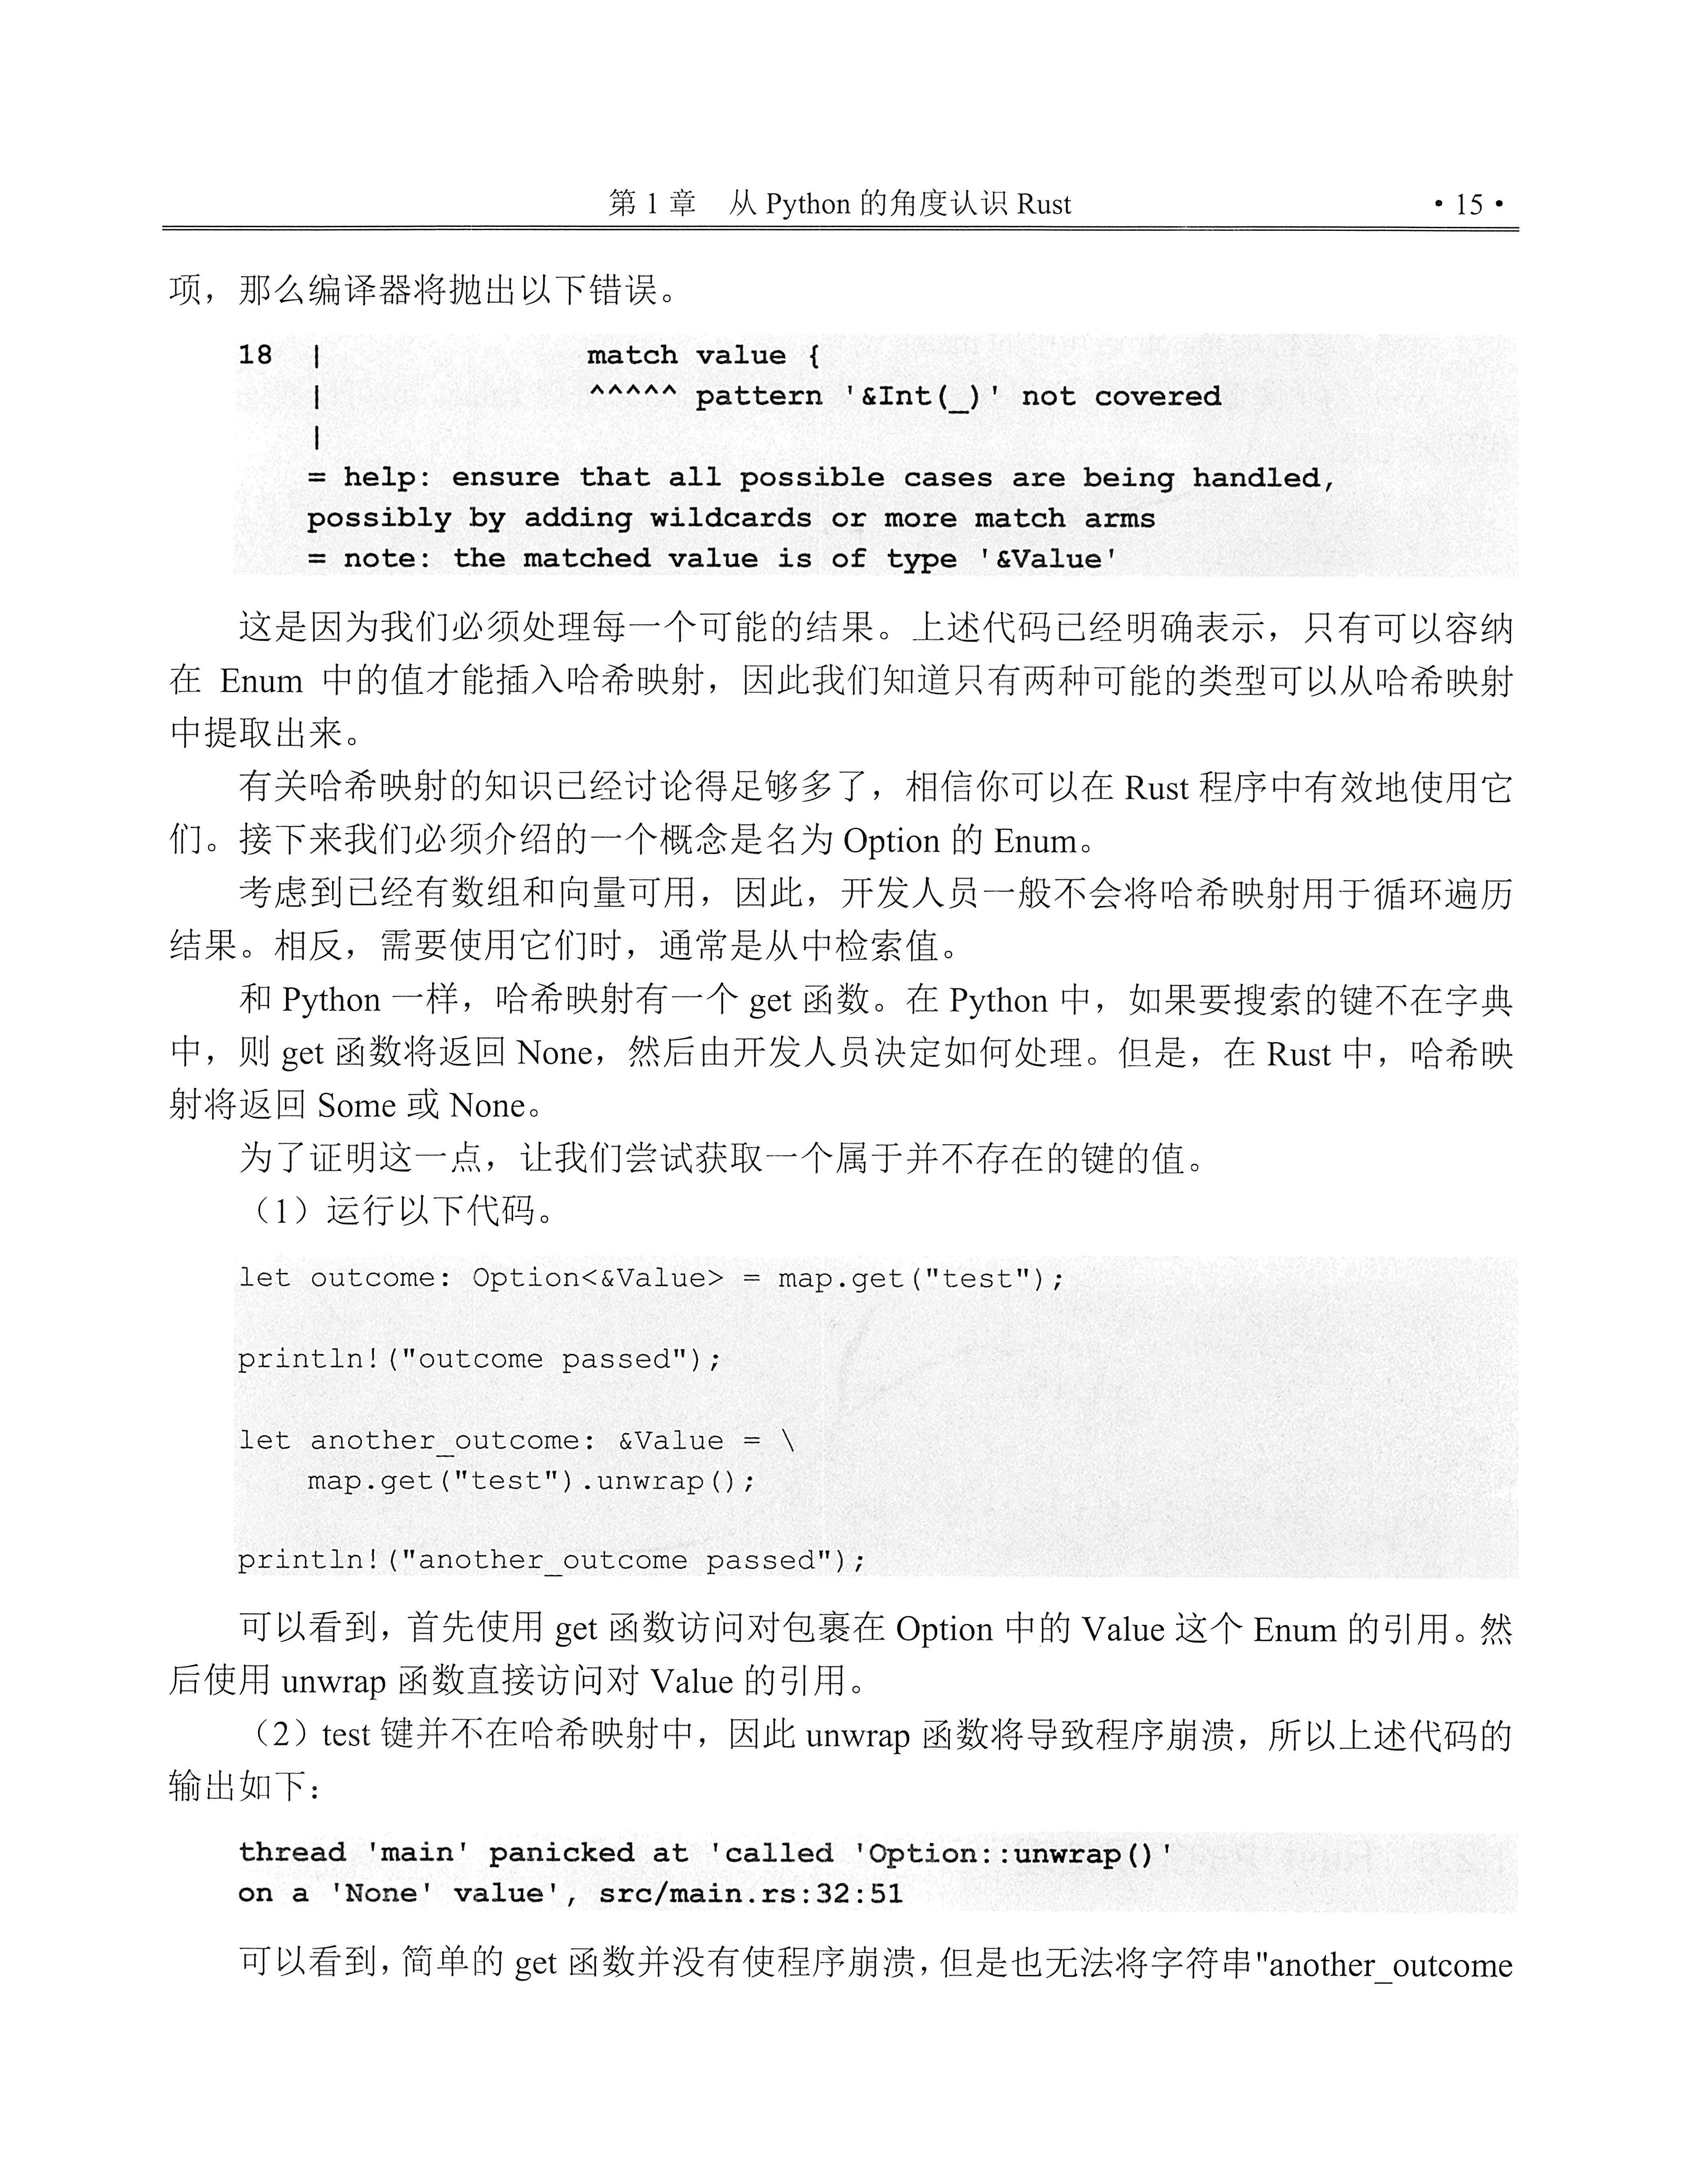 第 1 章　从 Python 的角度认识 Rust　• 15 •
项，那么编译器将抛出以下错误。
18  |               match value {
    |               ^^^^^ pattern '&Int(_)' not covered
    |
    = help: ensure that all possible cases are being handled,
    possibly by adding wildcards or more match arms
    = note: the matched value is of type '&Value'
这是因为我们必须处理每一个可能的结果。上述代码已经明确表示，只有可以容纳
在 Enum 中的值才能插入哈希映射，因此我们知道只有两种可能的类型可以从哈希映射
中提取出来。
有关哈希映射的知识已经讨论得足够多了，相信你可以在 Rust 程序中有效地使用它
们。接下来我们必须介绍的一个概念是名为 Option 的 Enum。
考虑到已经有数组和向量可用，因此，开发人员一般不会将哈希映射用于循环遍历
结果。相反，需要使用它们时，通常是从中检索值。
和 Python 一样，哈希映射有一个 get 函数。在 Python 中，如果要搜索的键不在字典
中，则 get 函数将返回 None，然后由开发人员决定如何处理。但是，在 Rust 中，哈希映
射将返回 Some 或 None。
为了证明这一点，让我们尝试获取一个属于并不存在的键的值。
（1）运行以下代码。
let outcome: Option<&Value> = map.get("test");
println!("outcome passed");
let another_outcome: &Value = \
    map.get("test").unwrap();
println!("another_outcome passed");
可以看到，首先使用 get 函数访问对包裹在 Option 中的 Value 这个 Enum 的引用。然
后使用 unwrap 函数直接访问对 Value 的引用。
（2）test 键并不在哈希映射中，因此 unwrap 函数将导致程序崩溃，所以上述代码的
输出如下：
thread 'main' panicked at 'called 'Option::unwrap()'
on a 'None' value', src/main.rs:32:51
可以看到，简单的 get 函数并没有使程序崩溃，但是也无法将字符串"another_outcome